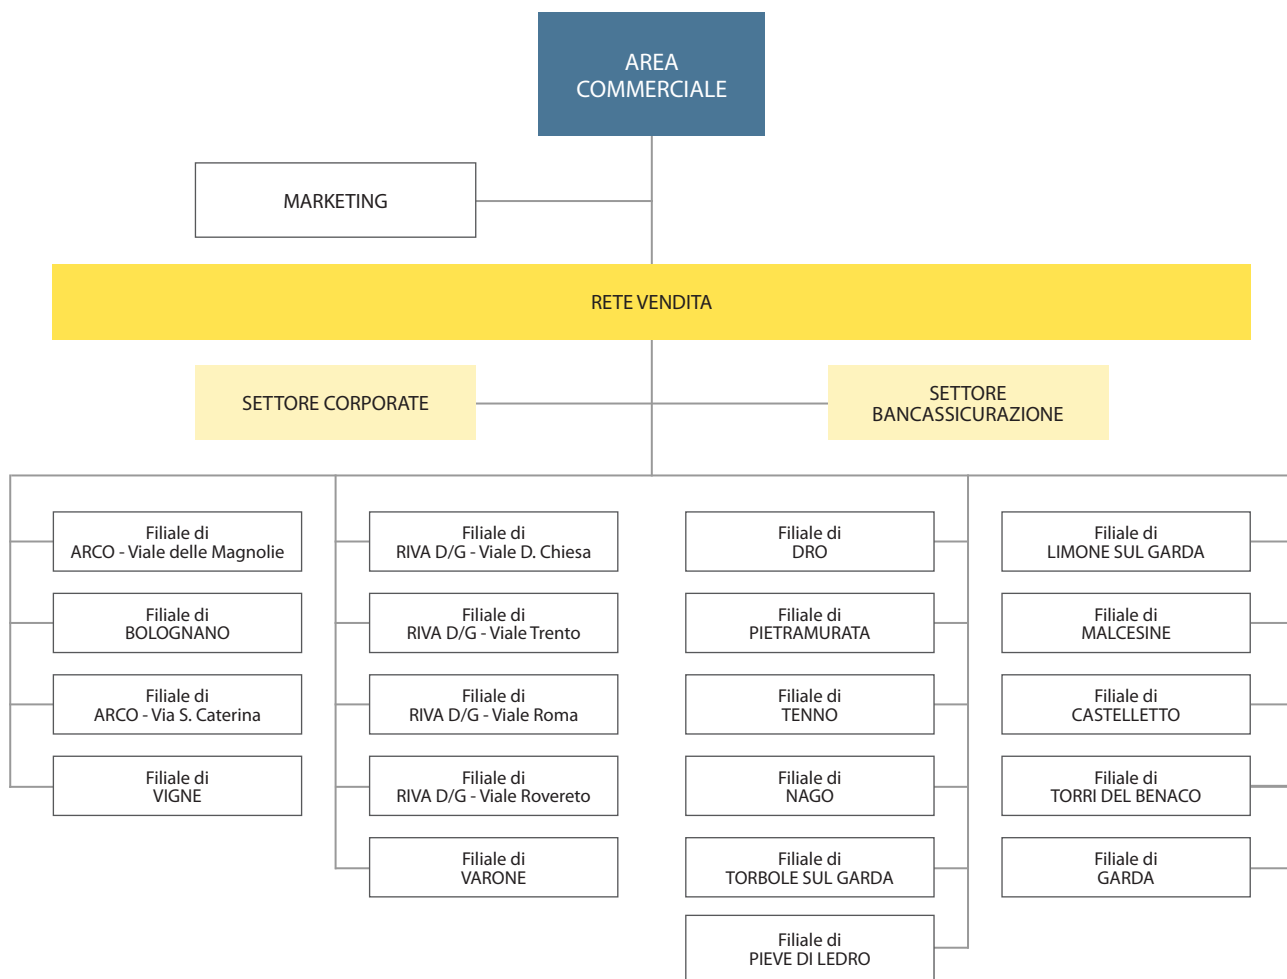 AREA
COMMERCIALE
MARKETING
RETE VENDITA
SETTORE CORPORATE
SETTORE
BANCASSICURAZIONE
Filiale di
ARCO - Viale delle Magnolie
Filiale di
BOLOGNANO
Filiale di
ARCO - Via S. Caterina
Filiale di
VIGNE
Filiale di
RIVA D/G - Viale D. Chiesa
Filiale di
RIVA D/G - Viale Trento
Filiale di
RIVA D/G - Viale Roma
Filiale di
RIVA D/G - Viale Rovereto
Filiale di
VARONE
Filiale di
DRO
Filiale di
PIETRAMURATA
Filiale di
TENNO
Filiale di
NAGO
Filiale di
TORBOLE SUL GARDA
Filiale di
PIEVE DI LEDRO
Filiale di
LIMONE SUL GARDA
Filiale di
MALCESINE
Filiale di
CASTELLETTO
Filiale di
TORRI DEL BENACO
Filiale di
GARDA